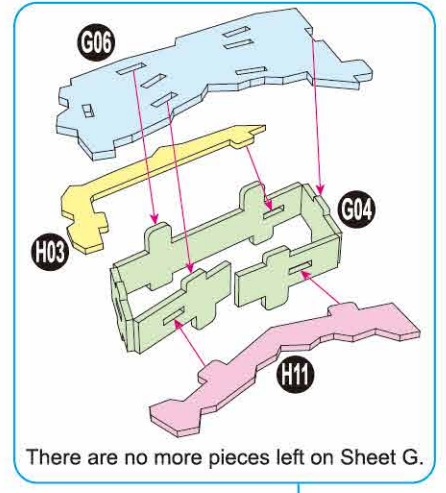 G06
G04
H03
H11
There are no more pieces left on Sheet G.